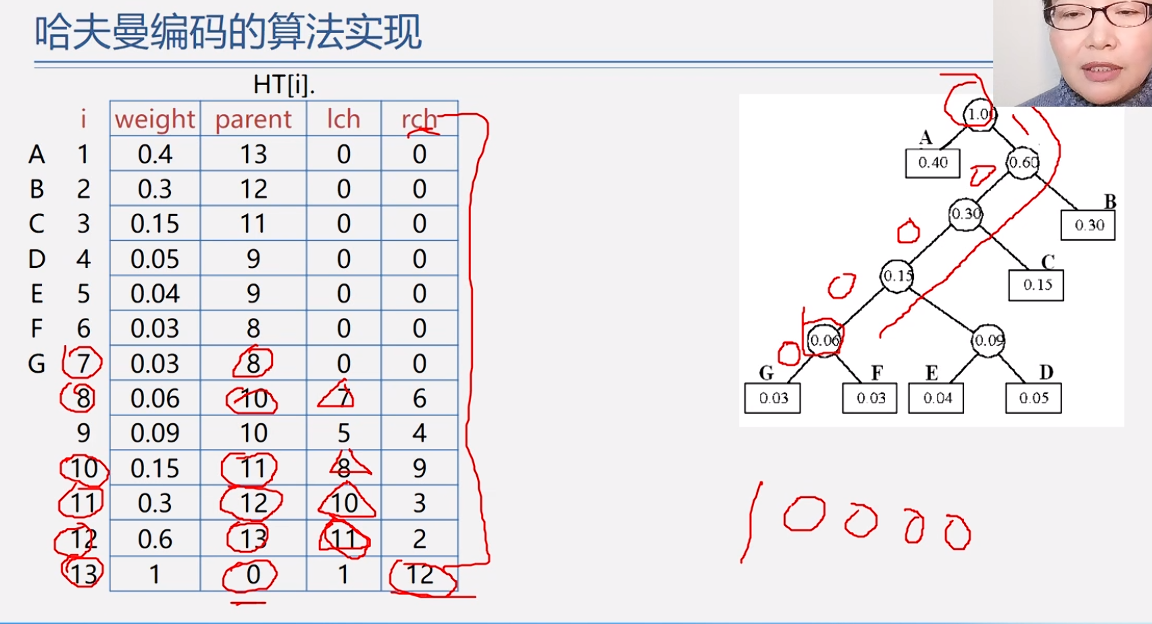 哈夫曼编码的算法实现
HT[i].
i weight parent lch rch
A 1 0.4 13 0 0
B 2 0.3 12 0 0
C 3 0.15 11 0 0
D 4 0.05 9 0 0
E 5 0.04 9 0 0
F 6 0.03 8 0 0
G 7 0.03 8 0 0
8 0.06 10 7 6
9 0.09 10 5 4
10 0.15 11 8 9
11 0.3 12 10 3
12 0.6 13 11 2
13 1 0 1 12
1.00
A
0.40 0.60
0
B
0.30 0.30
0
C
0.15 0.15
0
0.06 0.09
0
G F E D
0.03 0.03 0.04 0.05
1 0 0 0 0